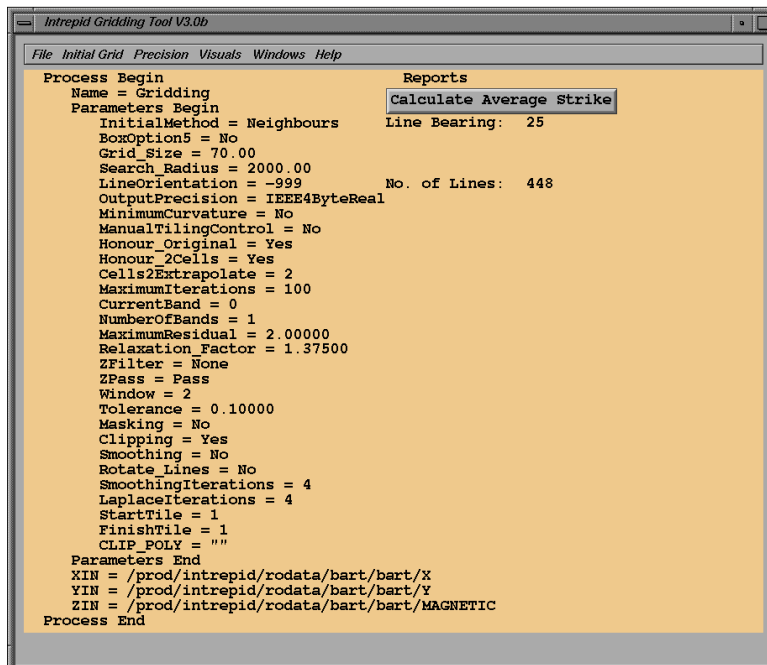 Intrepid Gridding Tool V3.0b
File Initial Grid Precision Visuals Windows Help
Process Begin Reports
Name = Gridding Calculate Average Strike
Parameters Begin
InitialMethod = Neighbours Line Bearing: 25
BoxOption5 = No
Grid_Size = 70.00
Search_Radius = 2000.00
LineOrientation = -999 No. of Lines: 448
OutputPrecision = IEEE4ByteReal
MinimumCurvature = No
ManualTilingControl = No
Honour_Original = Yes
Honour_2Cells = Yes
Cells2Extrapolate = 2
MaximumIterations = 100
CurrentBand = 0
NumberOfBands = 1
MaximumResidual = 2.00000
Relaxation_Factor = 1.37500
ZFilter = None
ZPass = Pass
Window = 2
Tolerance = 0.10000
Masking = No
Clipping = Yes
Smoothing = No
Rotate_Lines = No
SmoothingIterations = 4
LaplaceIterations = 4
StartTile = 1
FinishTile = 1
CLIP_POLY = ""
Parameters End
XIN = /prod/intrepid/rodata/bart/bart/X
YIN = /prod/intrepid/rodata/bart/bart/Y
ZIN = /prod/intrepid/rodata/bart/bart/MAGNETIC
Process End